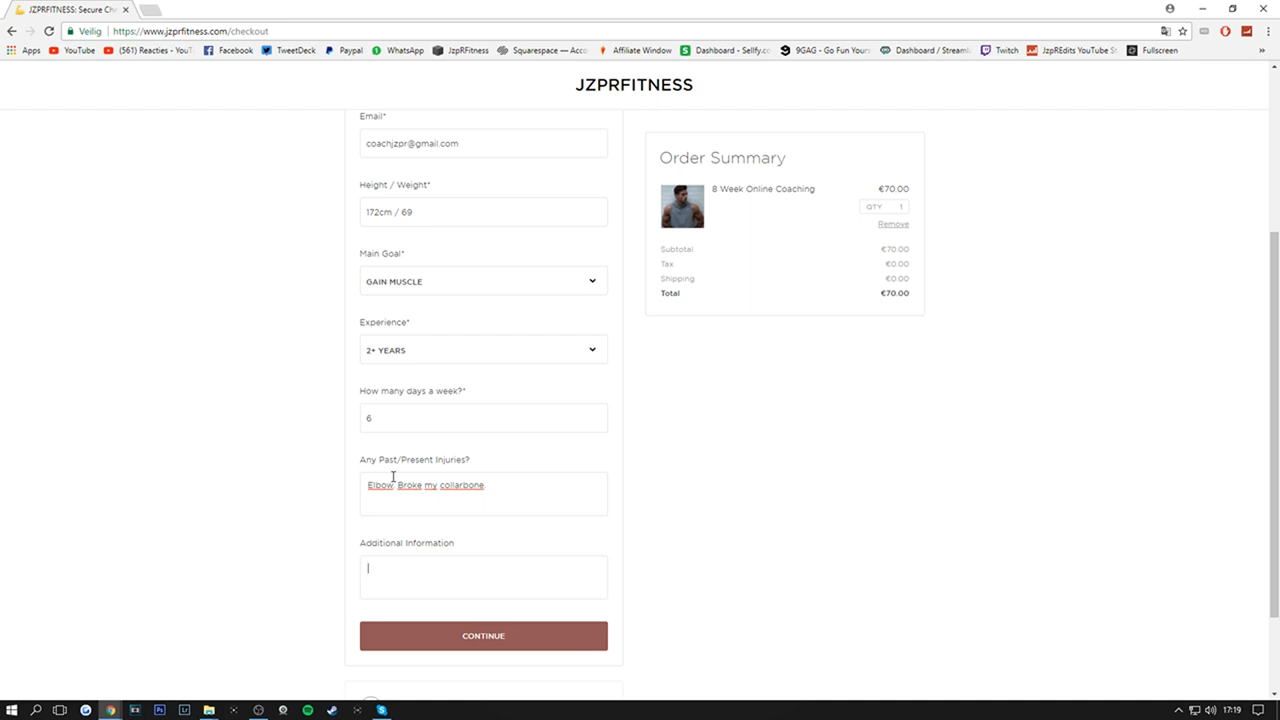 JZPRFITNESS: Secure Ch
Veilig
https://www.jzprfitness.com/checkout
Apps
YouTube
(561) Reacties - You
Facebook
TweetDeck
Paypal
WhatsApp
JzpRFitness
Squarespace — Acc
Affiliate Window
Dashboard - Sellfy.c
9GAG - Go Fun Your
Dashboard / Stream
Twitch
JzpREdits YouTube St
Fullscreen
»
JZPRFITNESS
Email*
coachjzpr@gmail.com
Height / Weight*
172cm / 69
Main Goal*
GAIN MUSCLE
Experience*
2+ YEARS
How many days a week?*
6
Any Past/Present Injuries?
Elbow. Broke my collarbone.
Additional Information
CONTINUE
Order Summary
8 Week Online Coaching €70.00
QTY 1
Remove
Subtotal €70.00
Tax €0.00
Shipping €0.00
Total €70.00
17:19